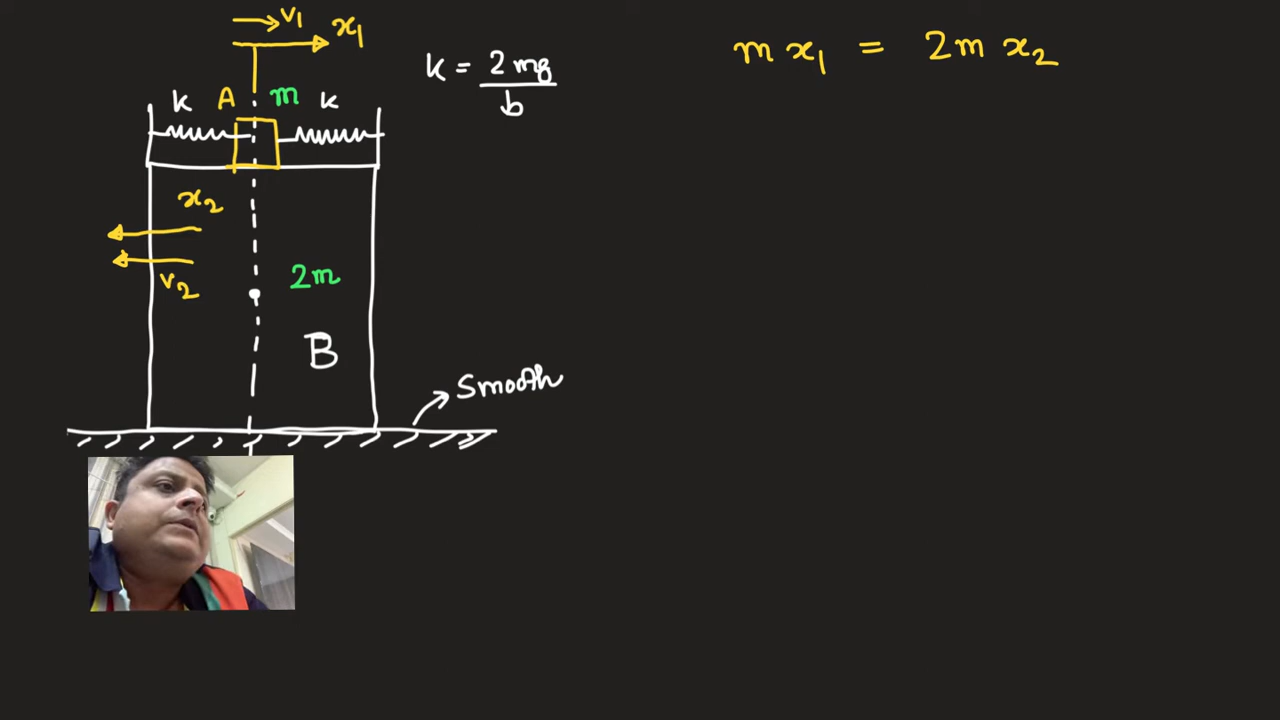 v1
x1
k = 2mg / b
m x1 = 2m x2
k A m k
x2
v2
2m
B
Smooth